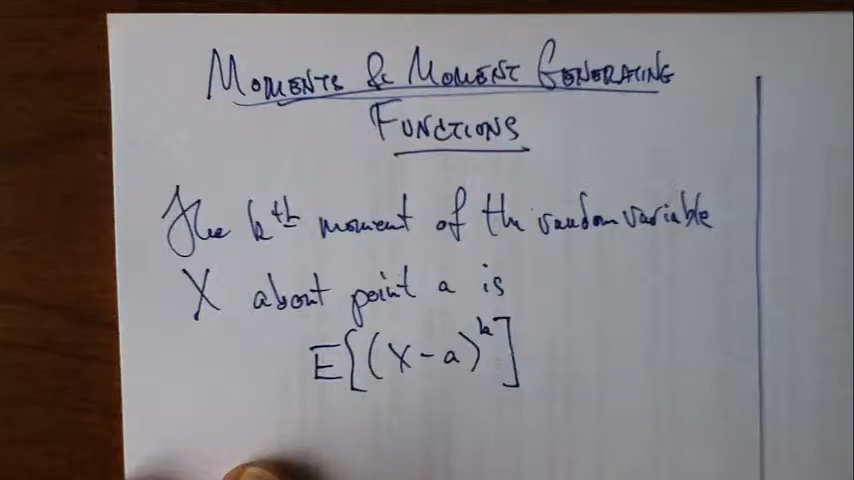 MOMENTS & MOMENT GENERATING
FUNCTIONS
The kth moment of the random variable
X about point a is
E[(X-a)^k]